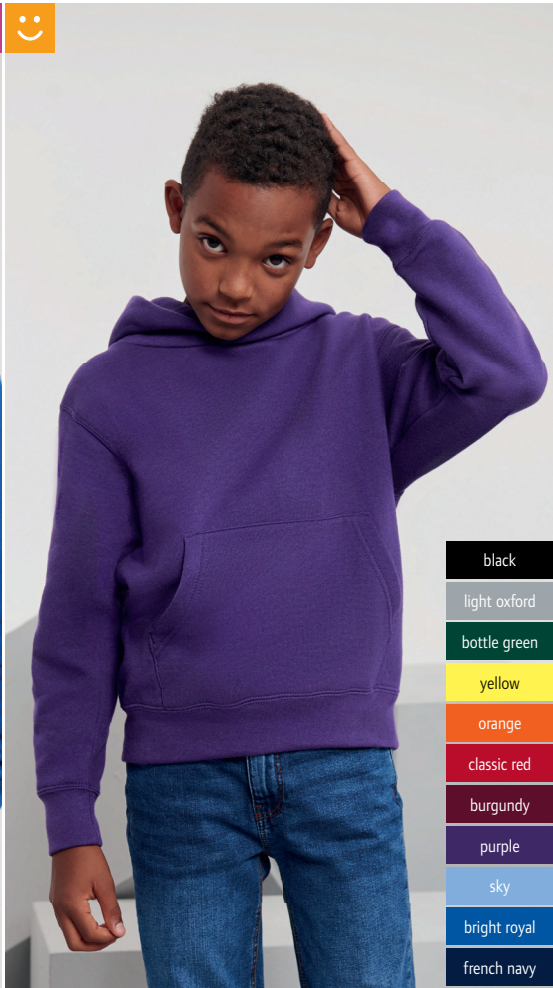 black
light oxford
bottle green
yellow
orange
classic red
burgundy
purple
sky
bright royal
french navy